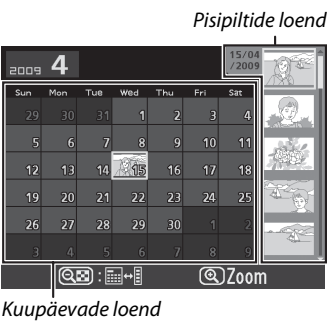 Pisipiltide loend
2009 4
15/04
/2009
Sun Mon Tue Wed Thu Fri Sat
29 30 31 1 2 3 4
5 6 7 8 9 10 11
12 13 14 15 16 17 18
19 20 21 22 23 24 25
26 27 28 29 30 1 2
3 4 5 6 7 8 9
: Zoom
Kuupäevade loend